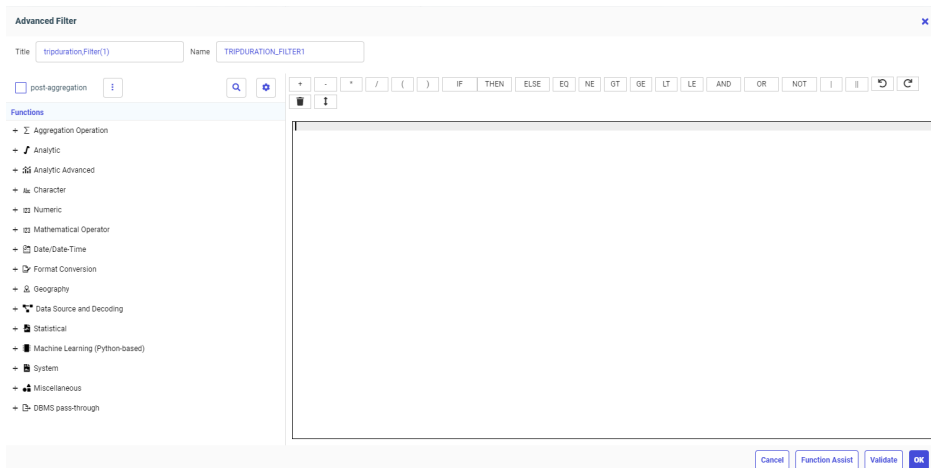 Advanced Filter
Title tripduration,Filter(1) Name TRIPDURATION_FILTER1
post-aggregation
+ - * / ( ) IF THEN ELSE EQ NE GT GE LT LE AND OR NOT | ||
Functions
+ Σ Aggregation Operation
+ Analytic
+ Analytic Advanced
+ Abc Character
+ 123 Numeric
+ 123 Mathematical Operator
+ Date/Date-Time
+ Format Conversion
+ Geography
+ Data Source and Decoding
+ Statistical
+ Machine Learning (Python-based)
+ System
+ Miscellaneous
+ DBMS pass-through
Cancel Function Assist Validate OK